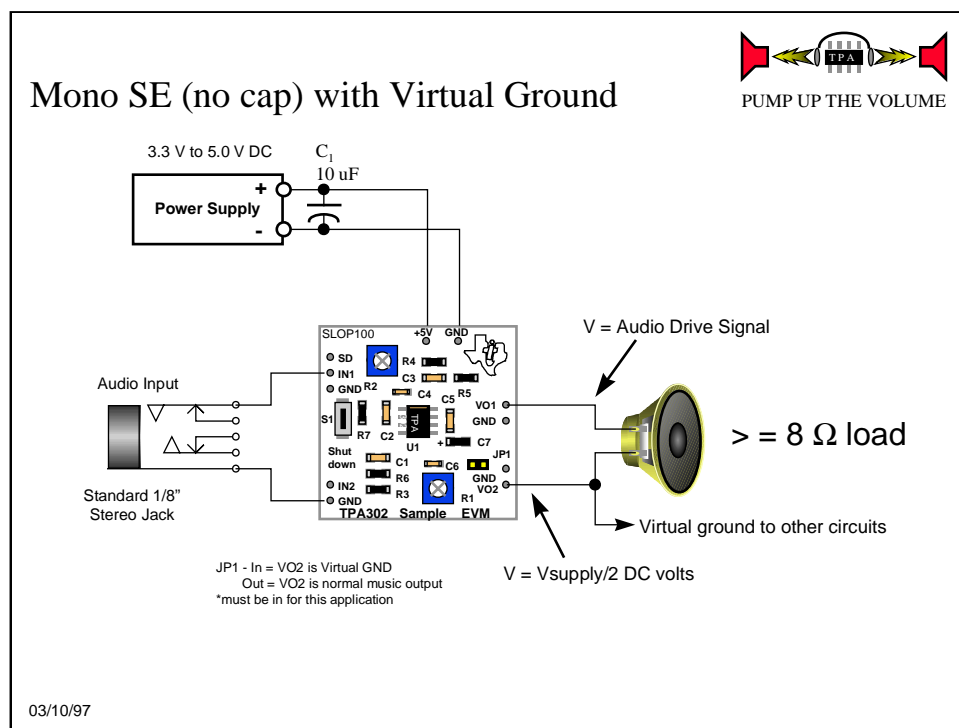 TPA
PUMP UP THE VOLUME
Mono SE (no cap) with Virtual Ground
3.3 V to 5.0 V DC
C1
10 uF
+
Power Supply
-
SLOP100
+5V GND
SD
IN1
GND
R2
R4
C3
R5
C4
C5
VO1
GND
S1
R7
C2
TPA
U1
+
C7
JP1
Shut
down
C1
R6
R3
C6
GND
VO2
IN2
GND
R1
TPA302 Sample EVM
Audio Input
Standard 1/8”
Stereo Jack
V = Audio Drive Signal
> = 8 Ω load
Virtual ground to other circuits
V = Vsupply/2 DC volts
JP1 - In = VO2 is Virtual GND
Out = VO2 is normal music output
*must be in for this application
03/10/97